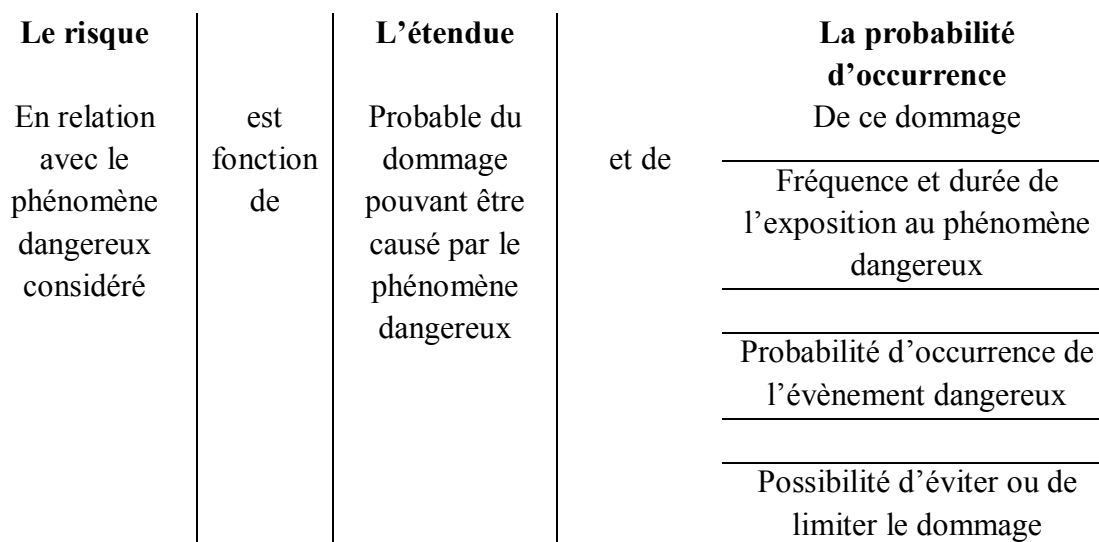 Le risque
En relation
avec le
phénomène
dangereux
considéré
est
fonction
de
L’étendue
Probable du
dommage
pouvant être
causé par le
phénomène
dangereux
et de
La probabilité
d’occurrence
De ce dommage
Fréquence et durée de
l’exposition au phénomène
dangereux
Probabilité d’occurrence de
l’évènement dangereux
Possibilité d’éviter ou de
limiter le dommage